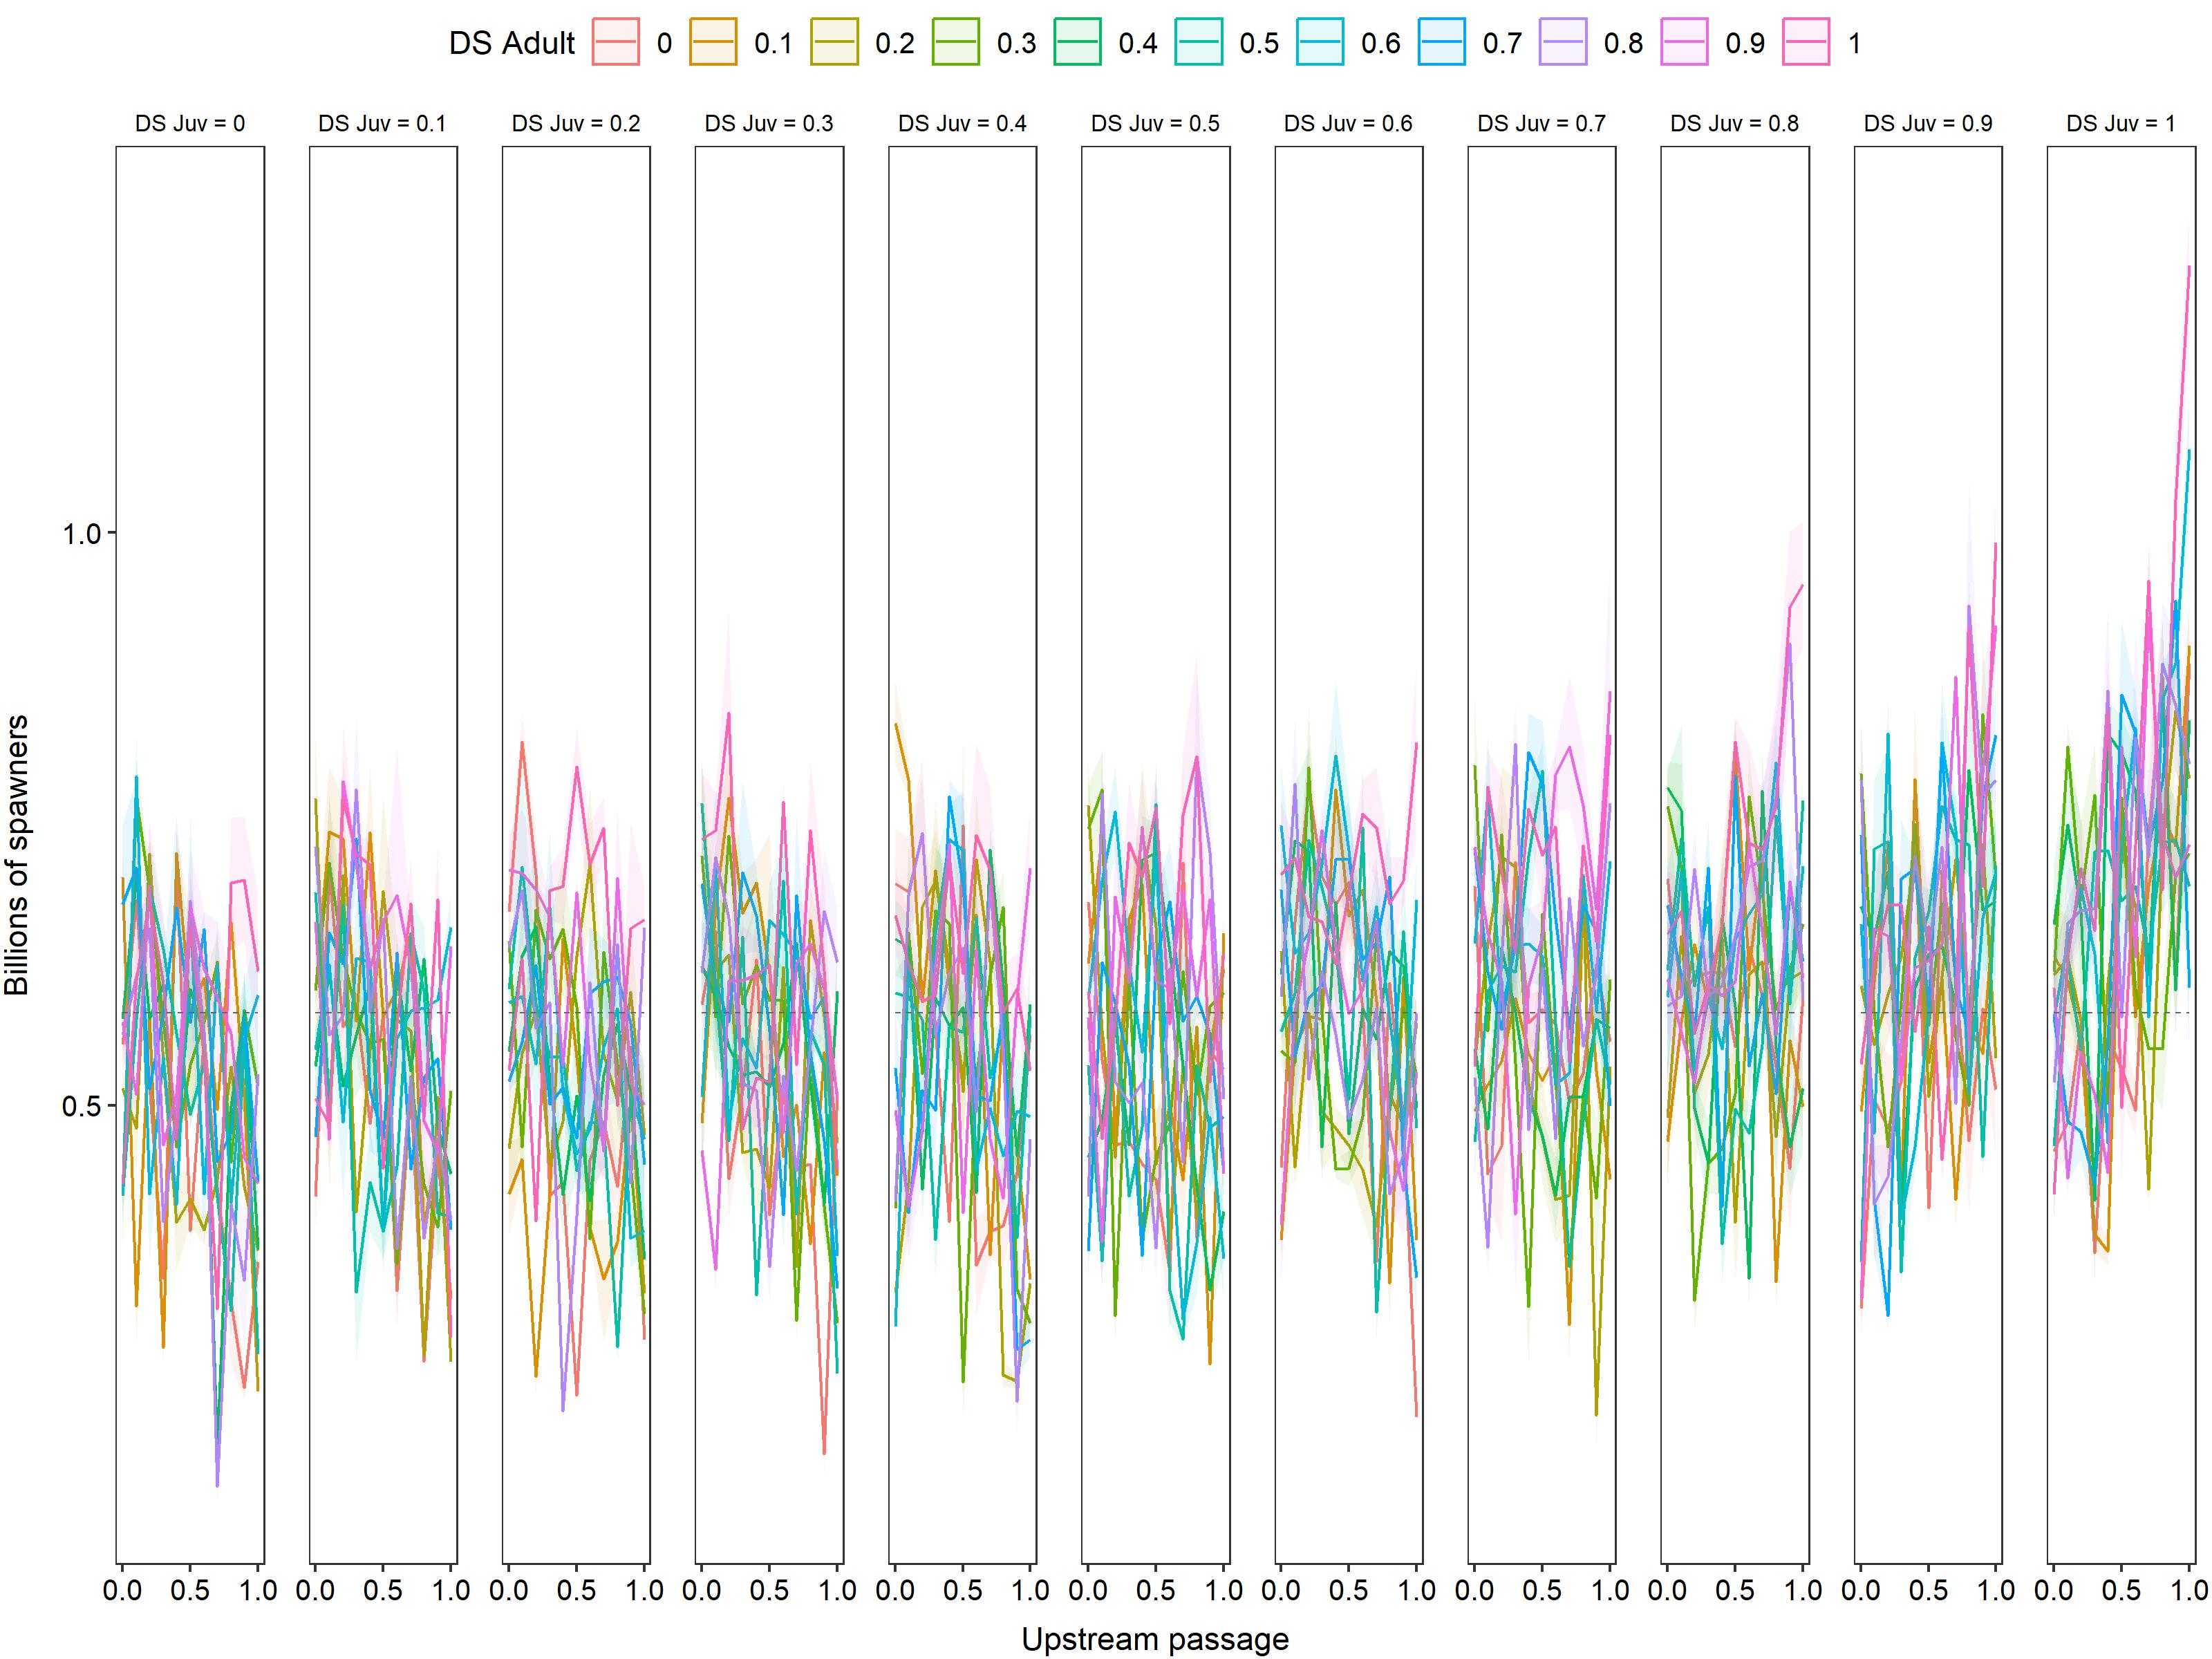 DS Adult 0 0.1 0.2 0.3 0.4 0.5 0.6 0.7 0.8 0.9 1
DS Juv = 0 DS Juv = 0.1 DS Juv = 0.2 DS Juv = 0.3 DS Juv = 0.4 DS Juv = 0.5 DS Juv = 0.6 DS Juv = 0.7 DS Juv = 0.8 DS Juv = 0.9 DS Juv = 1
Billions of spawners
1.0
0.5
0.0 0.5 1.0 0.0 0.5 1.0 0.0 0.5 1.0 0.0 0.5 1.0 0.0 0.5 1.0 0.0 0.5 1.0 0.0 0.5 1.0 0.0 0.5 1.0 0.0 0.5 1.0 0.0 0.5 1.0 0.0 0.5 1.0
Upstream passage